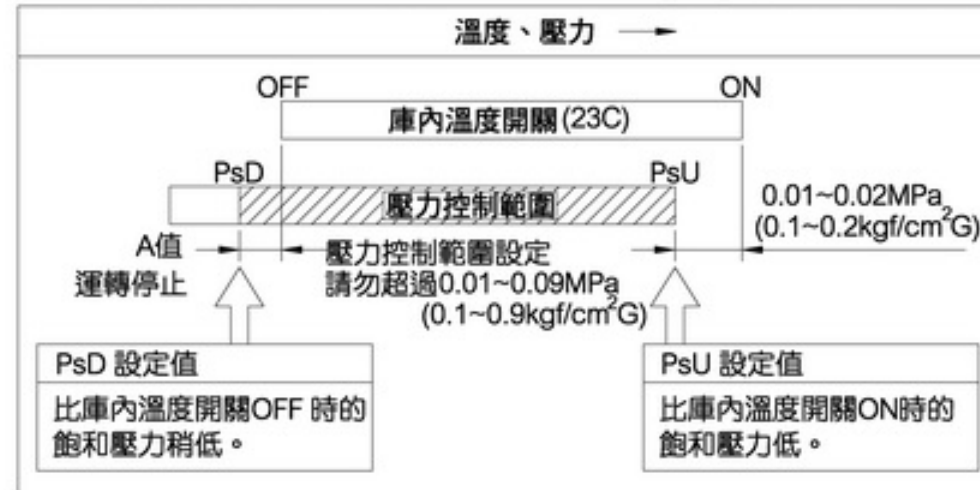 溫度、壓力
OFF
ON
庫內溫度開關(23C)
PsD
PsU
壓力控制範圍
0.01~0.02MPa
(0.1~0.2kgf/cm²G)
A值
運轉停止
壓力控制範圍設定
請勿超過0.01~0.09MPa
(0.1~0.9kgf/cm²G)
PsD 設定值
比庫內溫度開關OFF 時的
飽和壓力稍低。
PsU 設定值
比庫內溫度開關ON時的
飽和壓力低。